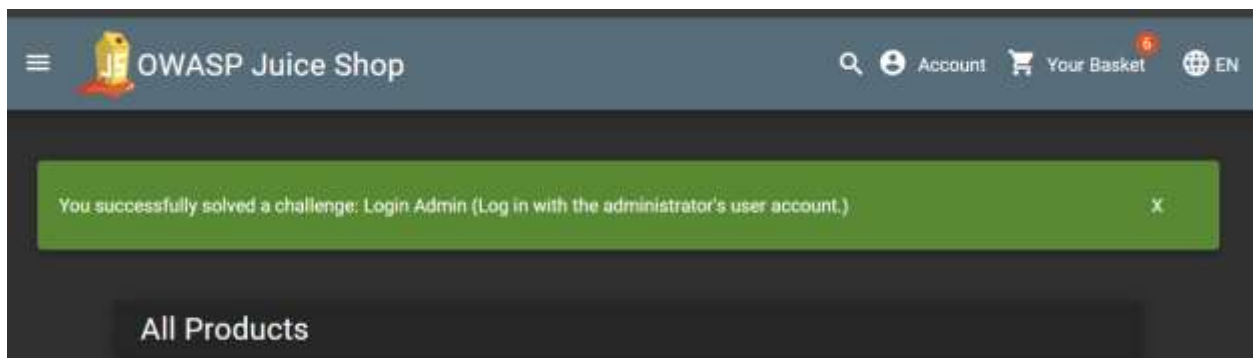 JS
OWASP Juice Shop
Account
Your Basket
6
EN
You successfully solved a challenge: Login Admin (Log in with the administrator's user account.)
X
All Products